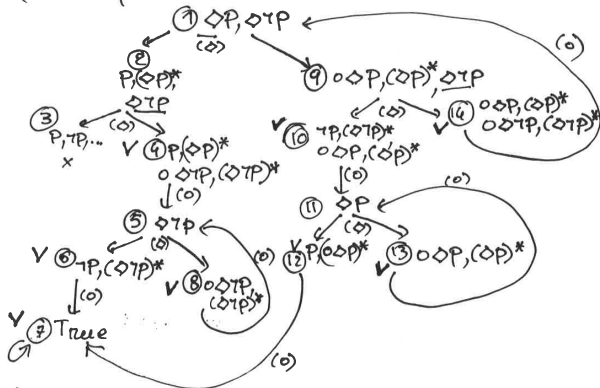 ① ◇P, ◇¬P
(◇)
(o)
②
P,(◇P)*,
◇¬P
⑨ o◇P,(◇P)*,◇¬P
③
(◇)
(◇)
P,¬P,...
×
V ④ P,(◇P)*
o◇¬P,(◇¬P)*
V ⑩ ¬P,(◇¬P)*
o◇P,(◇P)*
V ⑭ o◇P,(◇P)*
o◇¬P,(◇¬P)*
(o)
(o)
(o)
⑤ ◇¬P
⑪ ◇P
(◇)
(◇)
V ⑥ ¬P,(◇¬P)*
(o)
V ⑧ o◇¬P,
(◇¬P)*
V ⑫ P,(o◇P)*
V ⑬ o◇P,(◇P)*
(o)
V ⑦ True
(o)